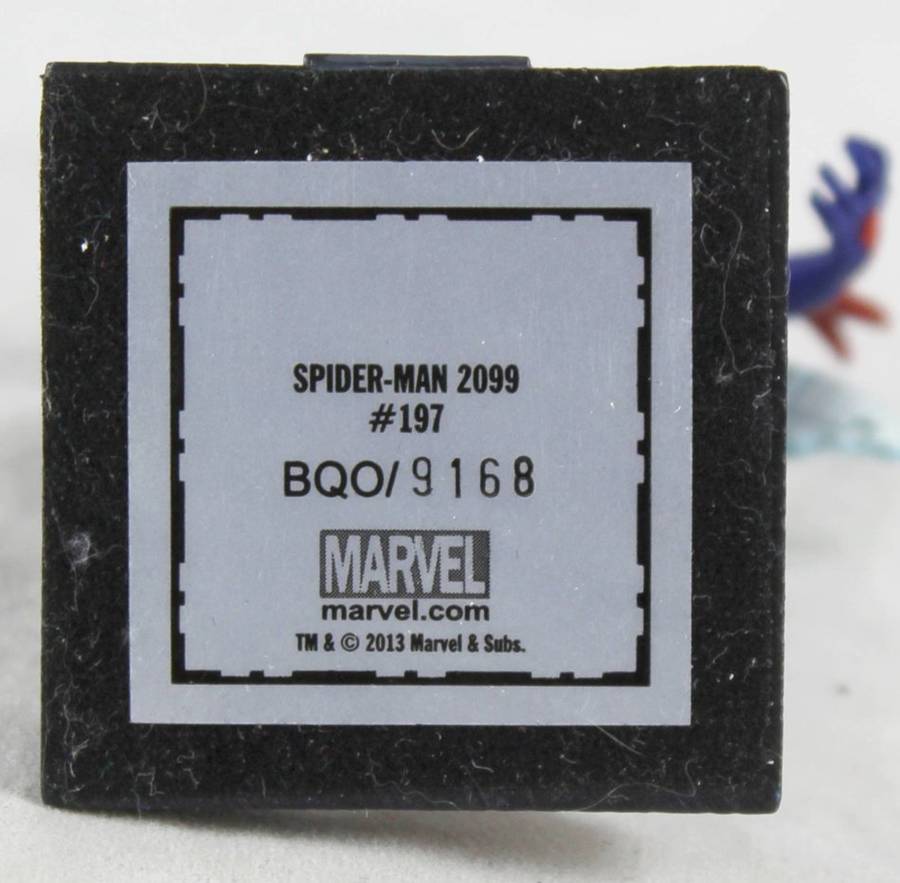 SPIDER-MAN 2099
#197
BQO/9168
MARVEL
marvel.com
TM & © 2013 Marvel & Subs.